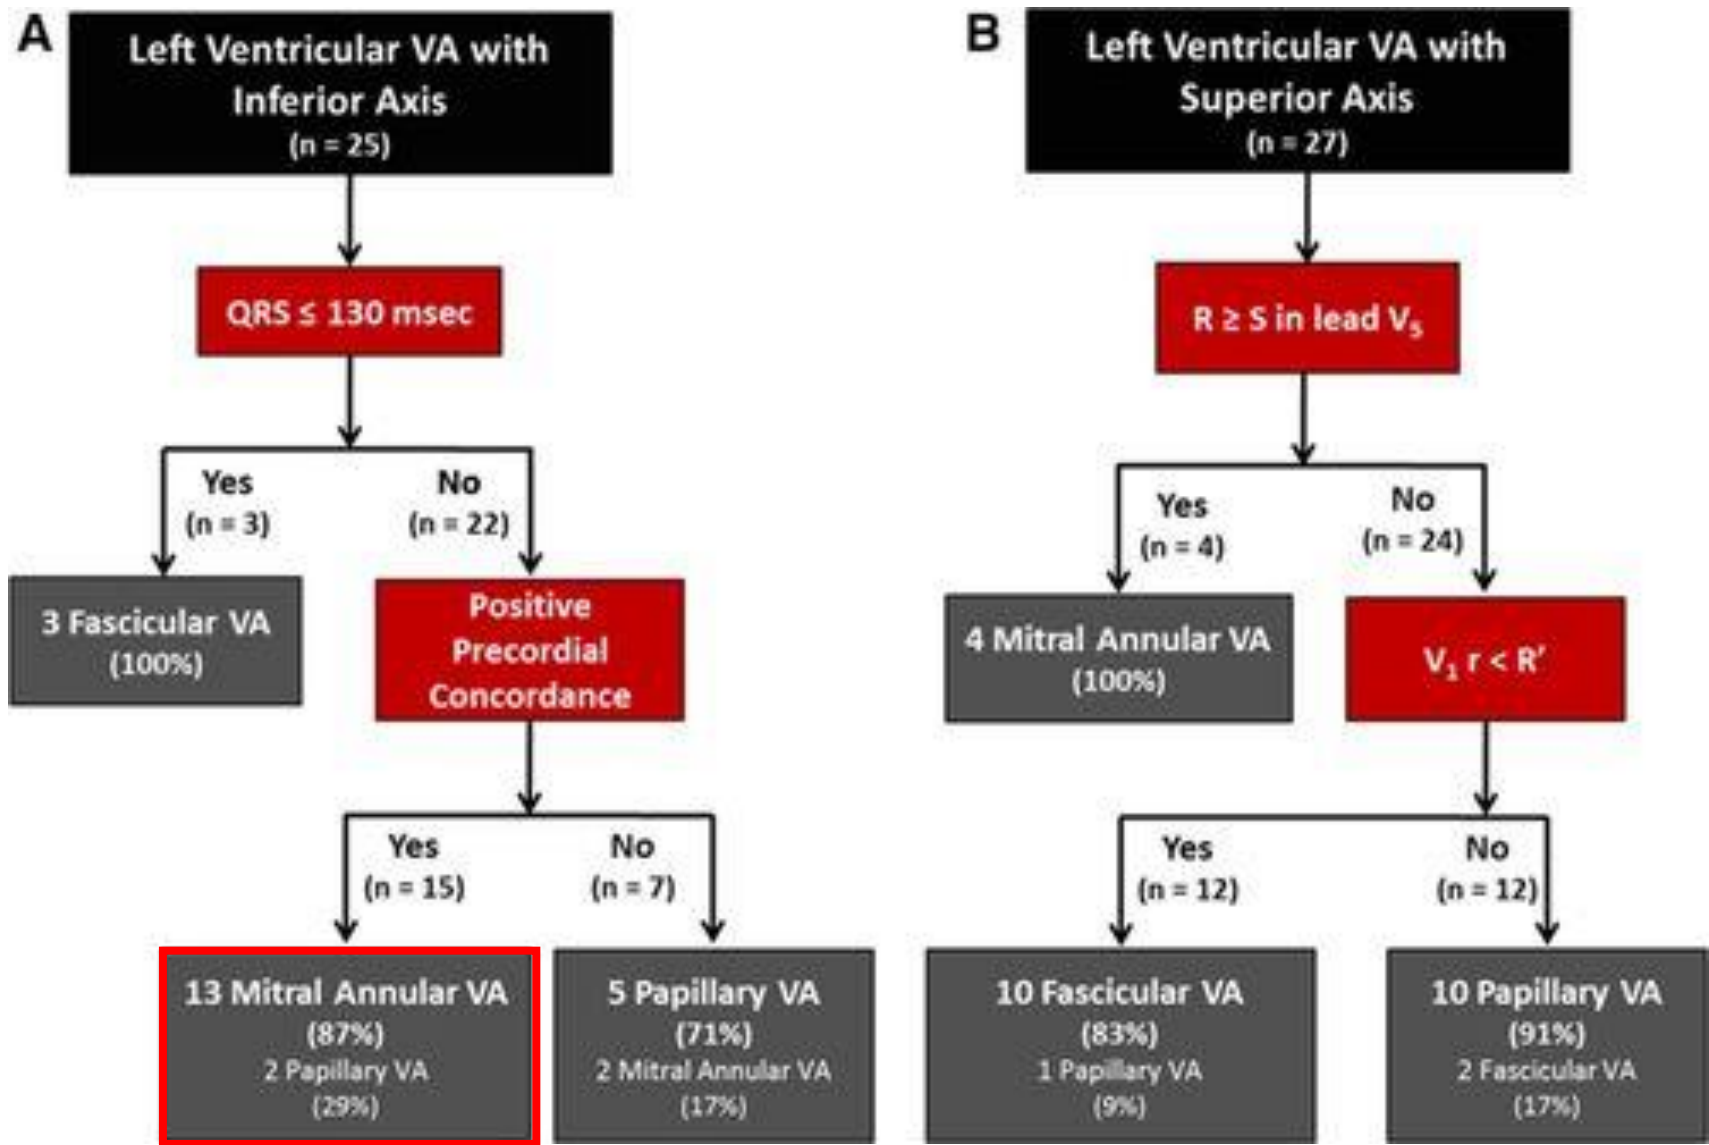 A
Left Ventricular VA with
Inferior Axis
(n = 25)
QRS ≤ 130 msec
Yes
(n = 3)
No
(n = 22)
3 Fascicular VA
(100%)
Positive
Precordial
Concordance
Yes
(n = 15)
No
(n = 7)
13 Mitral Annular VA
(87%)
2 Papillary VA
(29%)
5 Papillary VA
(71%)
2 Mitral Annular VA
(17%)
B
Left Ventricular VA with
Superior Axis
(n = 27)
R ≥ S in lead V₅
Yes
(n = 4)
No
(n = 24)
4 Mitral Annular VA
(100%)
V₁ r < R’
Yes
(n = 12)
No
(n = 12)
10 Fascicular VA
(83%)
1 Papillary VA
(9%)
10 Papillary VA
(91%)
2 Fascicular VA
(17%)